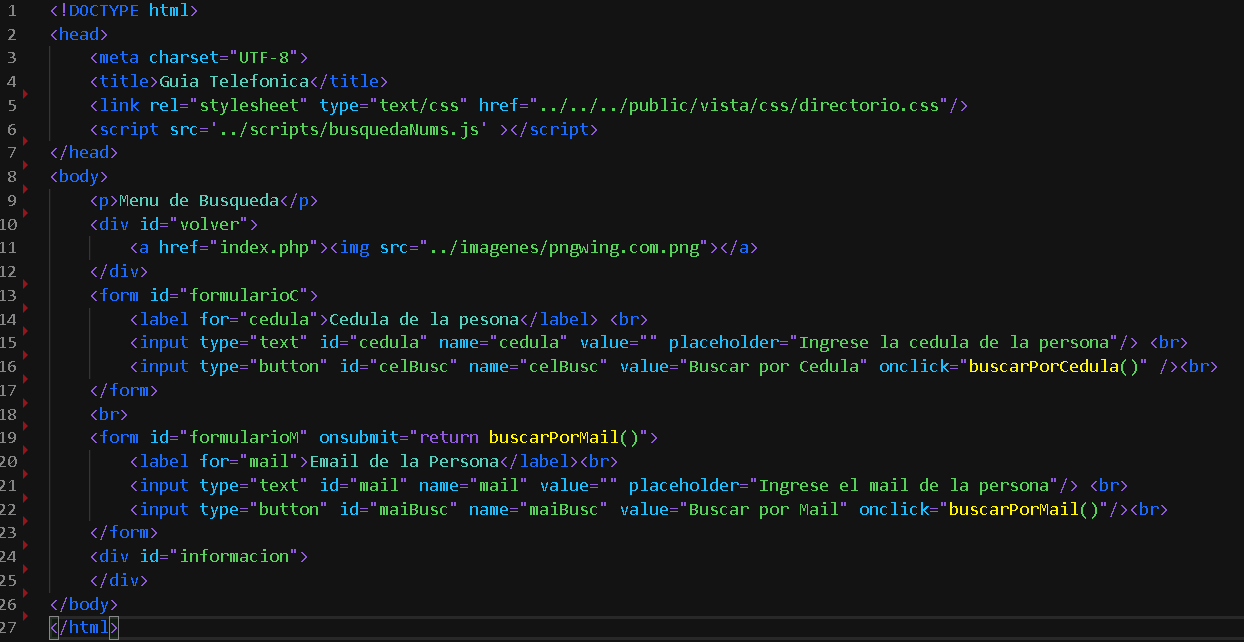 1 <!DOCTYPE html>
2 <head>
3     <meta charset="UTF-8">
4     <title>Guia Telefonica</title>
5     <link rel="stylesheet" type="text/css" href="../../../public/vista/css/directorio.css"/>
6     <script src='../scripts/busquedaNums.js' ></script>
7 </head>
8 <body>
9     <p>Menu de Busqueda</p>
10     <div id="volver">
11         <a href="index.php"><img src="../imagenes/pngwing.com.png"></a>
12     </div>
13     <form id="formularioC">
14         <label for="cedula">Cedula de la pesona</label> <br>
15         <input type="text" id="cedula" name="cedula" value="" placeholder="Ingrese la cedula de la persona"/> <br>
16         <input type="button" id="celBusc" name="celBusc" value="Buscar por Cedula" onclick="buscarPorCedula()" /><br>
17     </form>
18     <br>
19     <form id="formularioM" onsubmit="return buscarPorMail()">
20         <label for="mail">Email de la Persona</label><br>
21         <input type="text" id="mail" name="mail" value="" placeholder="Ingrese el mail de la persona"/> <br>
22         <input type="button" id="maiBusc" name="maiBusc" value="Buscar por Mail" onclick="buscarPorMail()"/><br>
23     </form>
24     <div id="informacion">
25     </div>
26 </body>
27 </html>